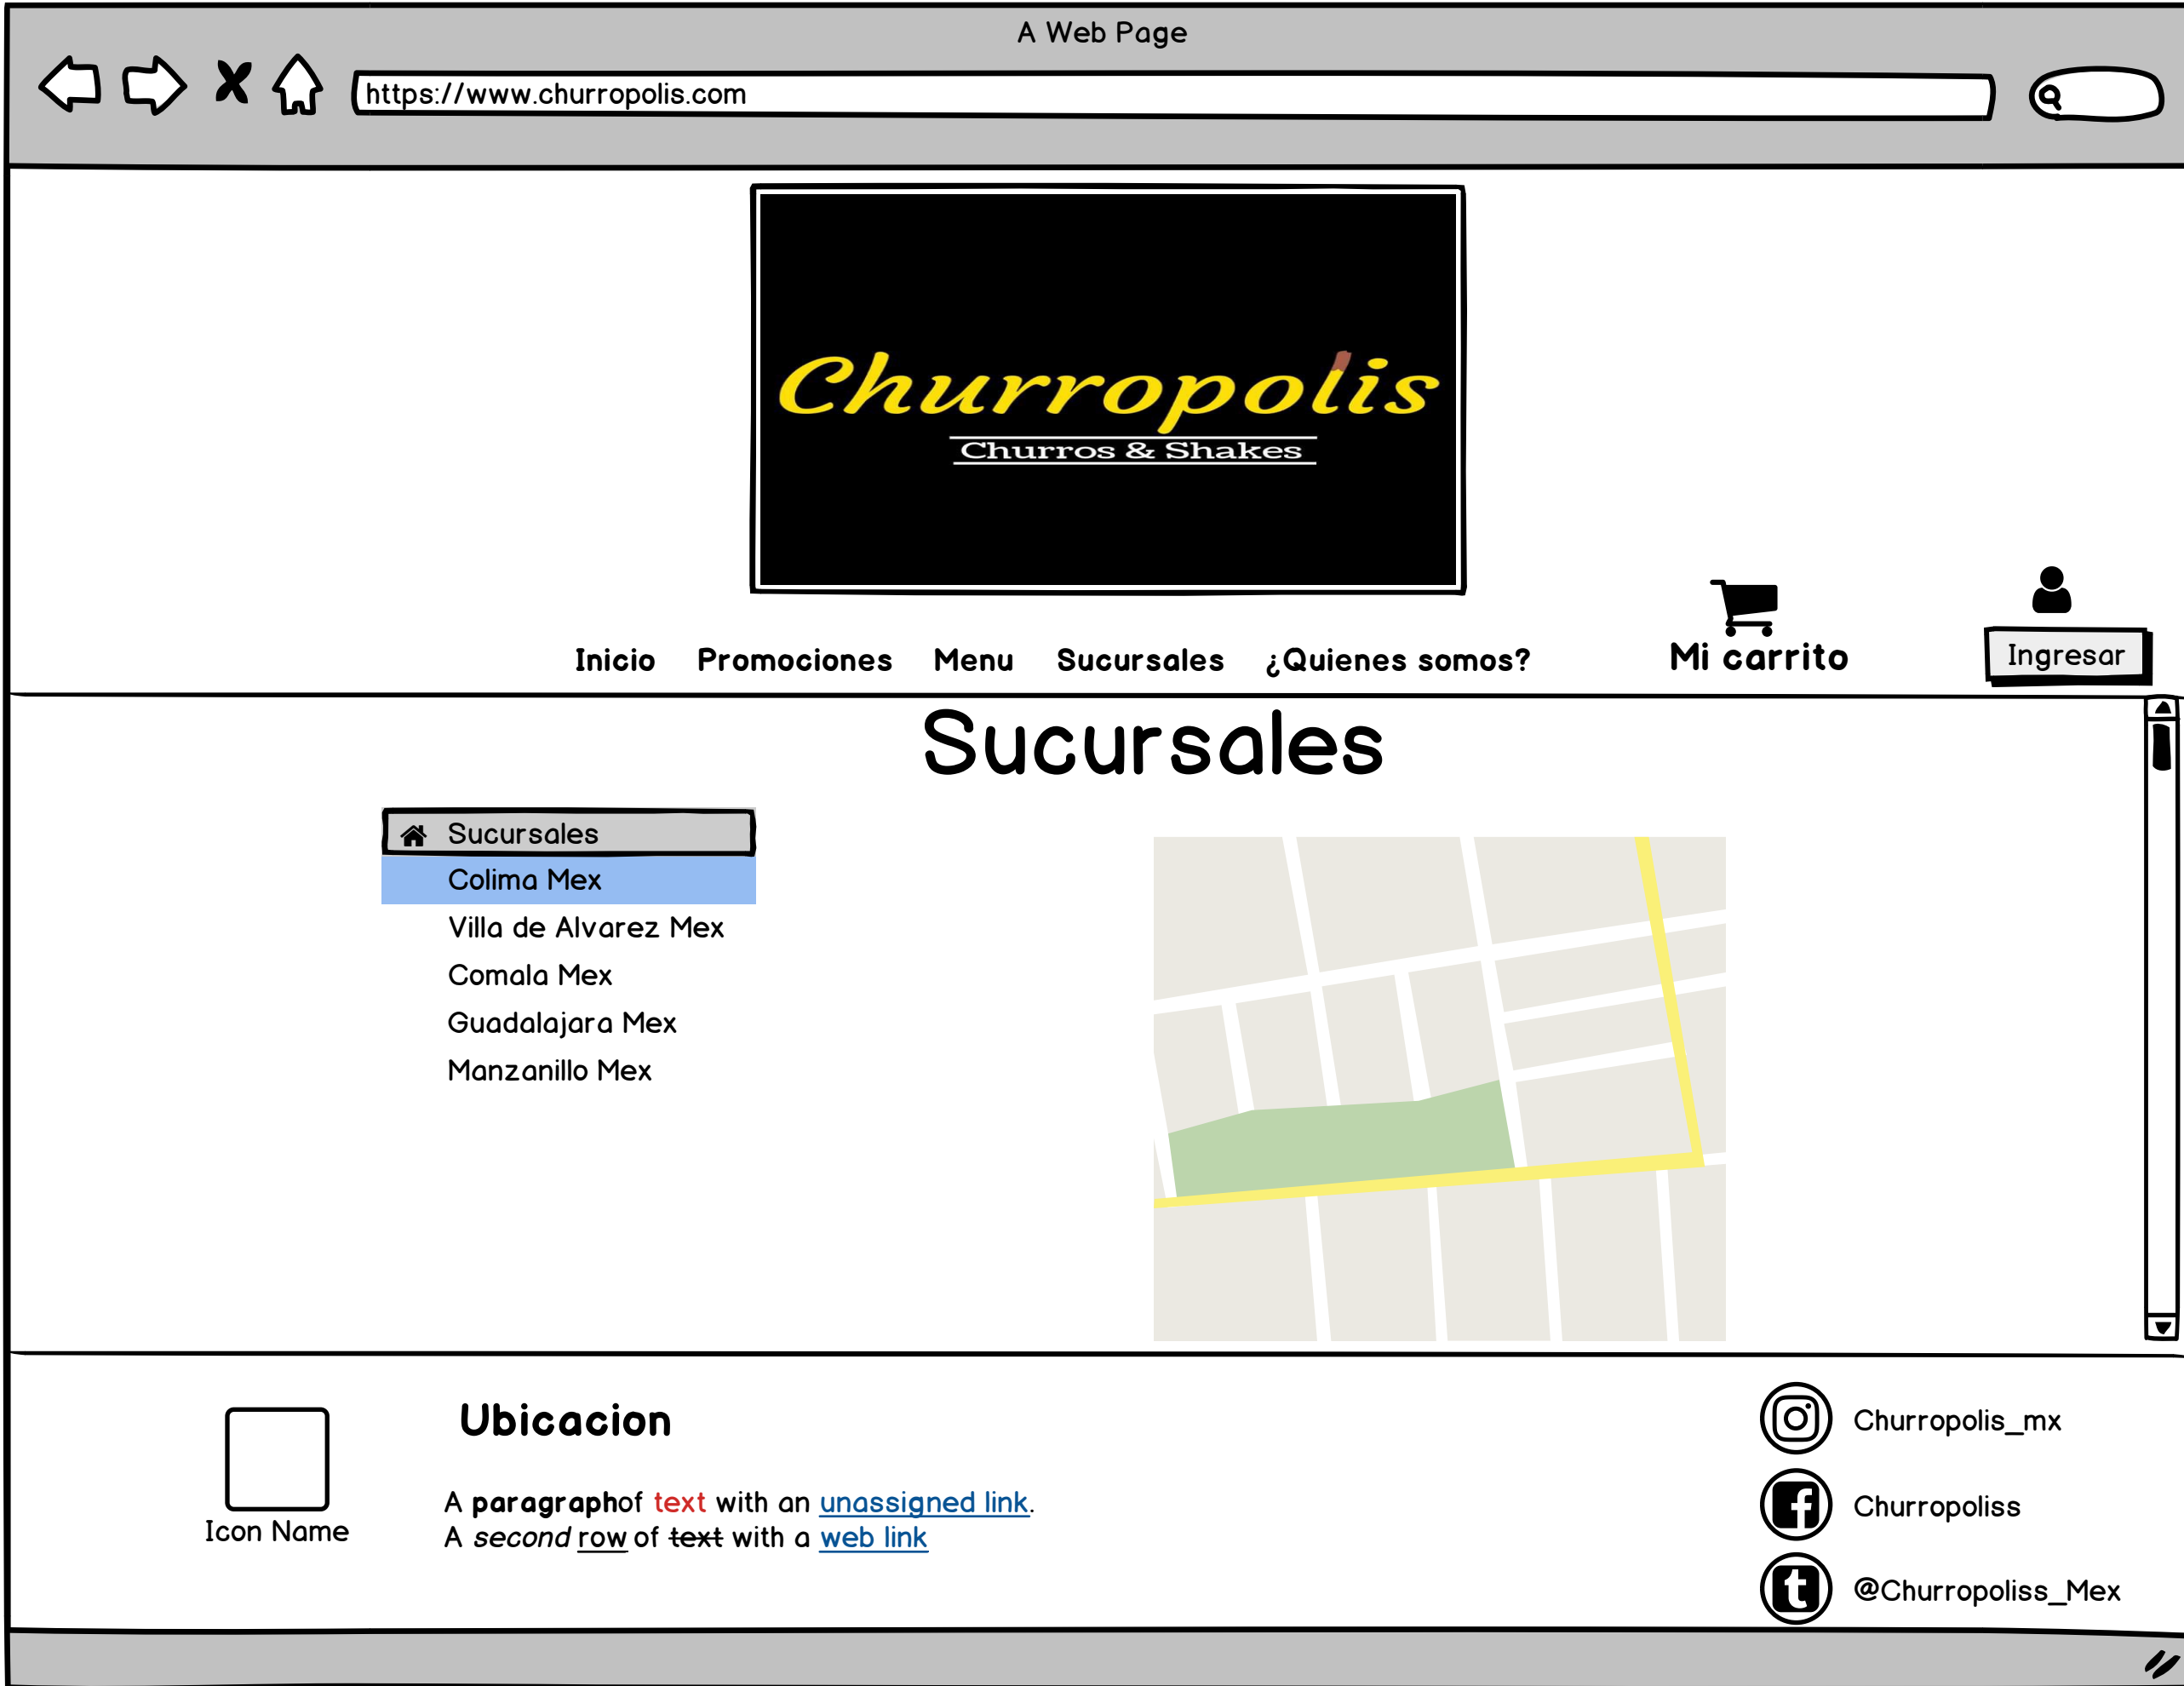 A Web Page
https://www.churropolis.com
Churropolis
Churros & Shakes
Inicio Promociones Menu Sucursales ¿Quienes somos? Mi carrito Ingresar
Sucursales
Sucursales
Colima Mex
Villa de Alvarez Mex
Comala Mex
Guadalajara Mex
Manzanillo Mex
Icon Name
Ubicacion
A paragraphof text with an unassigned link.
A second row of text with a web link
Churropolis_mx
Churropoliss
@Churropoliss_Mex